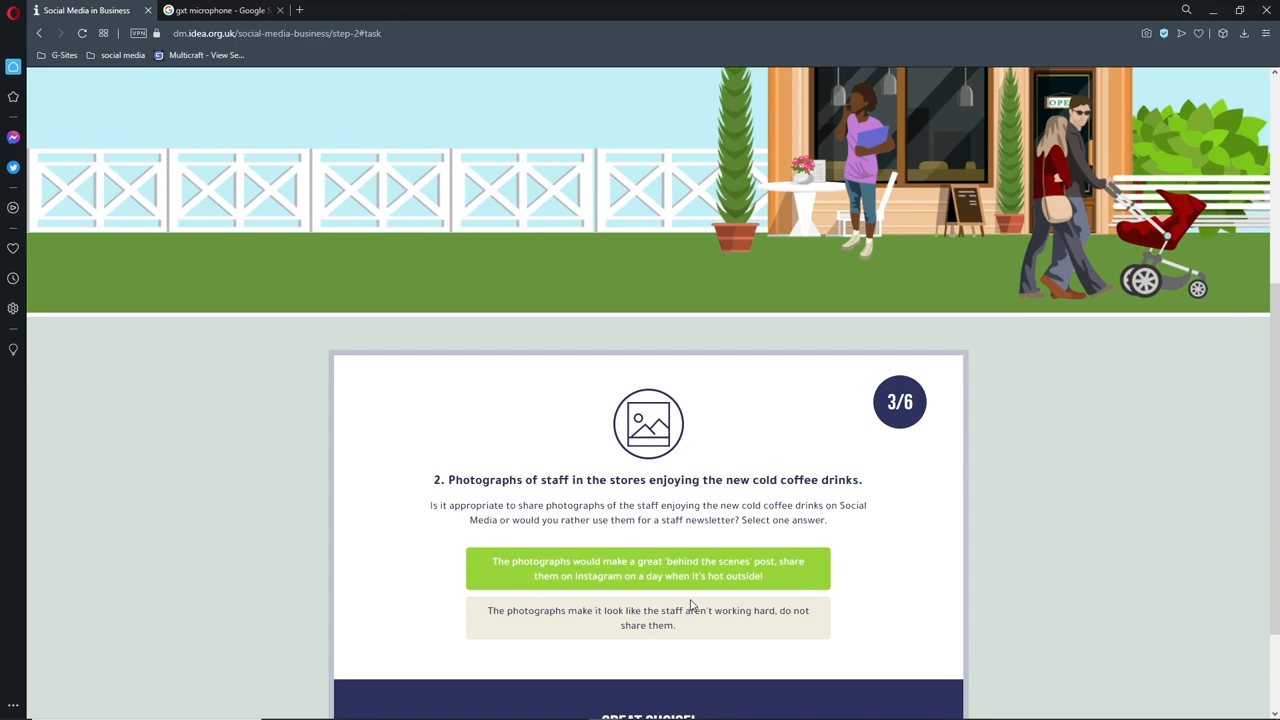 Social Media in Business
gxt microphone - Google S
VPN
dm.idea.org.uk/social-media-business/step-2#task
G-Sites
social media
Multicraft - View Se...
OPE
3/6
2. Photographs of staff in the stores enjoying the new cold coffee drinks.
Is it appropriate to share photographs of the staff enjoying the new cold coffee drinks on Social
Media or would you rather use them for a staff newsletter? Select one answer.
The photographs would make a great 'behind the scenes' post, share
them on Instagram on a day when it's hot outside!
The photographs make it look like the staff aren't working hard, do not
share them.
GREAT CHOICE!